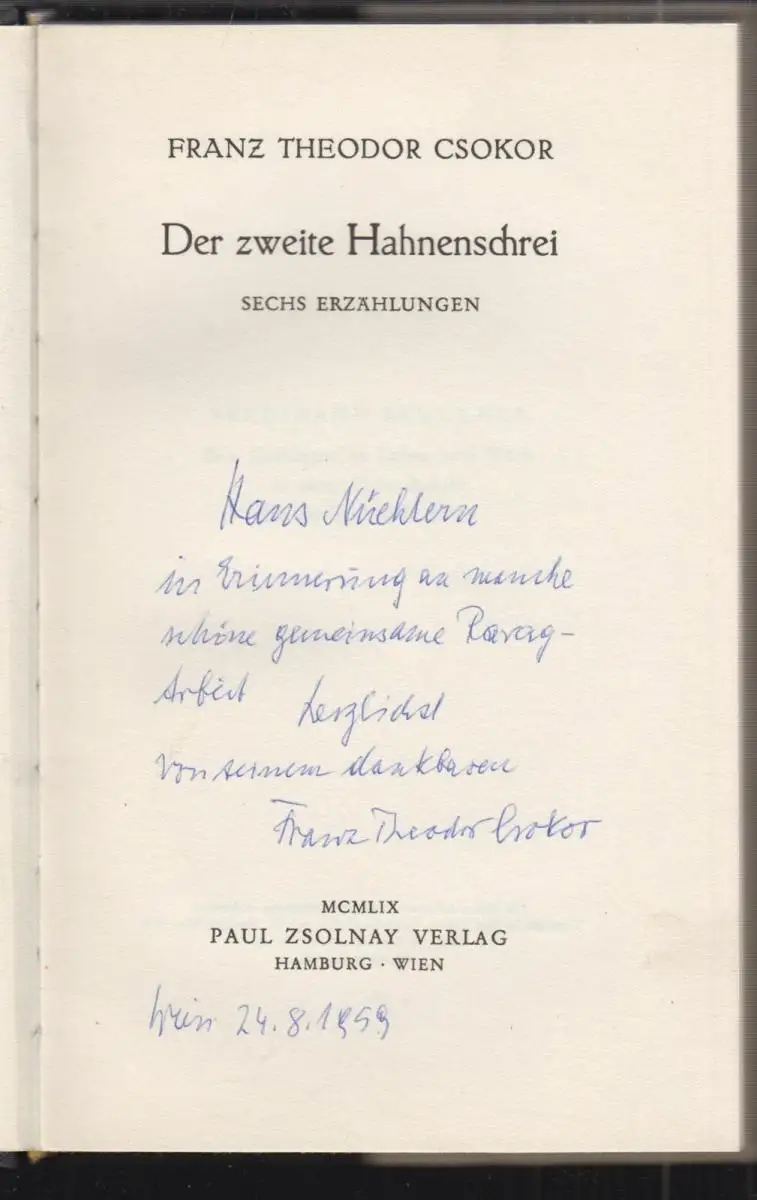 FRANZ THEODOR CSOKOR
Der zweite Hahnenschrei
SECHS ERZÄHLUNGEN
Hans Nüchtern
in Erinnerung an manche
schöne gemeinsame Ravag-
Arbeit herzlichst
von seinem dankbaren
Franz Theodor Csokor
MCMLIX
PAUL ZSOLNAY VERLAG
HAMBURG · WIEN
Wien 24.8.1959